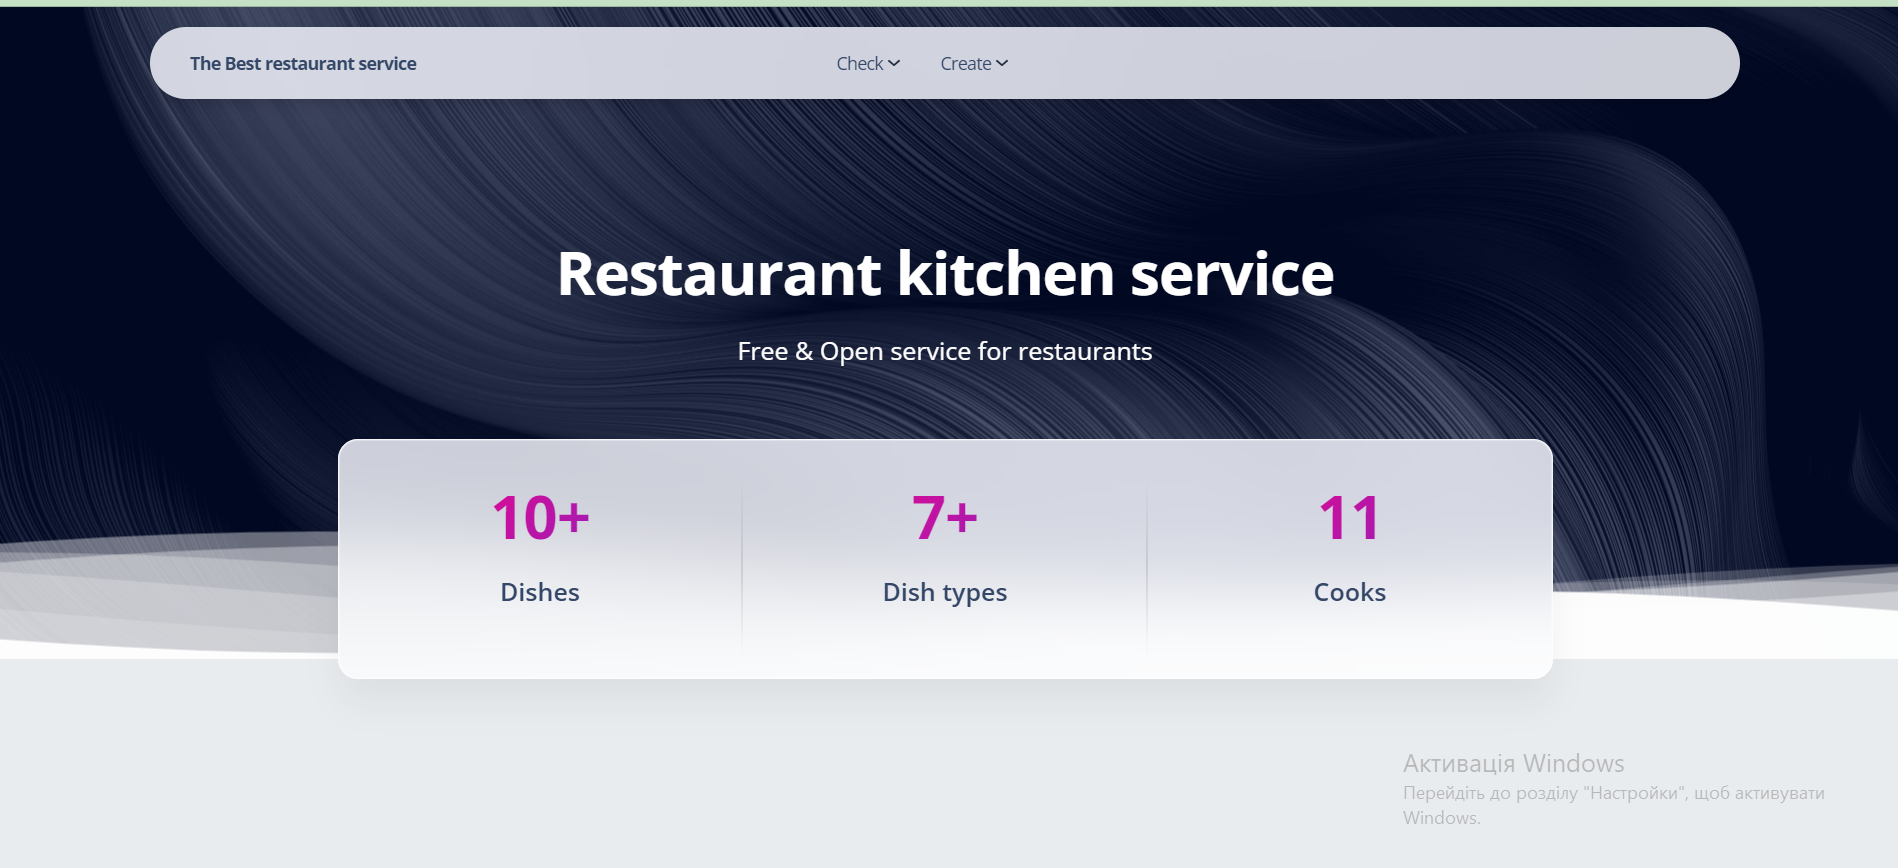 The Best restaurant service
Check
Create
Restaurant kitchen service
Free & Open service for restaurants
10+
7+
11
Dishes
Dish types
Cooks
Активація Windows
Перейдіть до розділу "Настройки", щоб активувати
Windows.